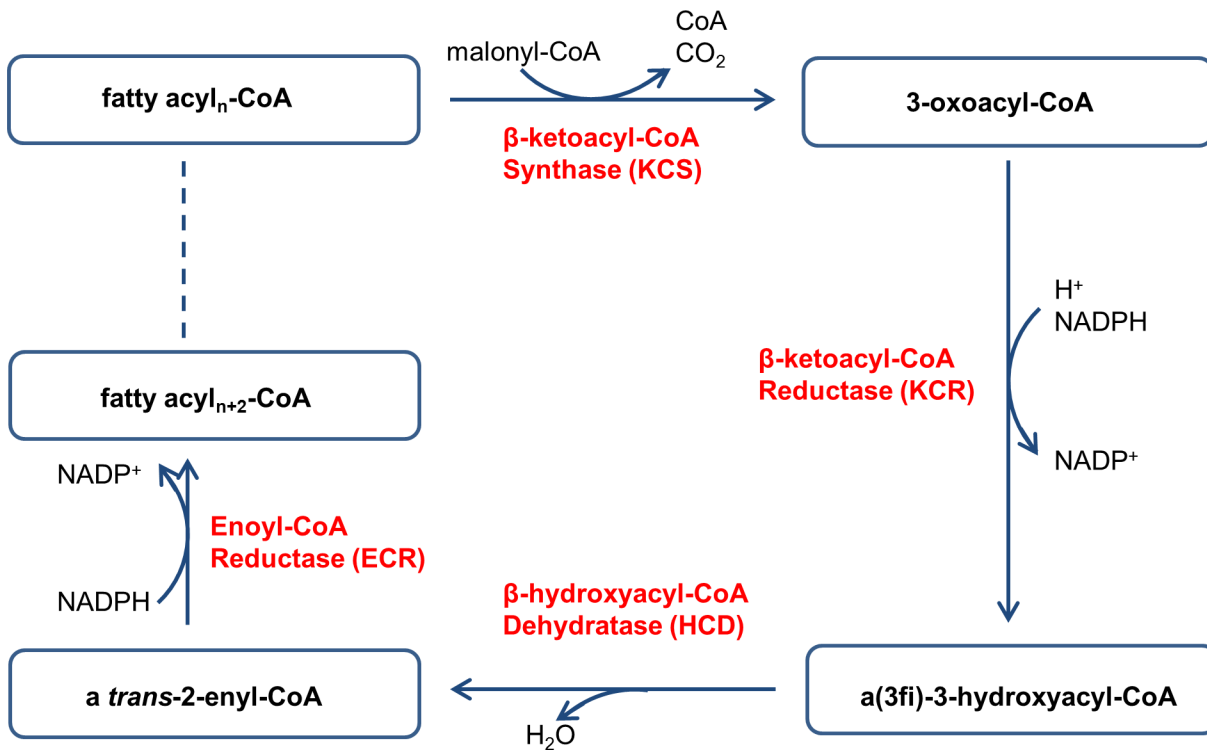 fatty acylₙ-CoA
malonyl-CoA
CoA
CO₂
3-oxoacyl-CoA
β-ketoacyl-CoA
Synthase (KCS)
H⁺
NADPH
β-ketoacyl-CoA
Reductase (KCR)
NADP⁺
fatty acylₙ₊₂-CoA
NADP⁺
Enoyl-CoA
Reductase (ECR)
NADPH
β-hydroxyacyl-CoA
Dehydratase (HCD)
a trans-2-enyl-CoA
H₂O
a(3fi)-3-hydroxyacyl-CoA